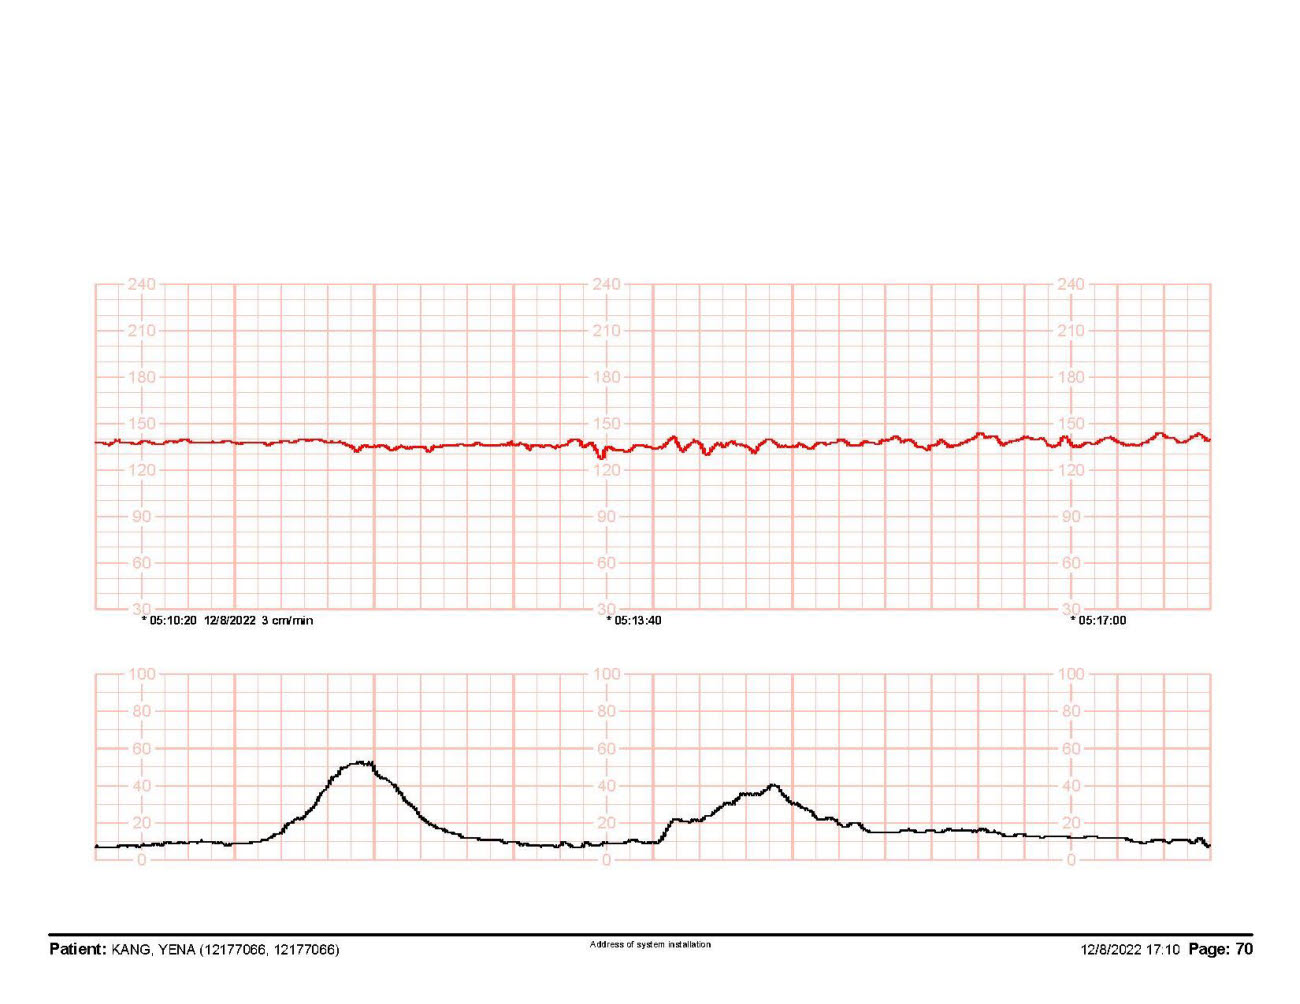 240 240 240
210 210 210
180 180 180
150 150 150
120 120 120
90 90 90
60 60 60
30 30 30
* 05:10:20 12/8/2022 3 cm/min * 05:13:40 * 05:17:00
100 100 100
80 80 80
60 60 60
40 40 40
20 20 20
0 0 0
Patient: KANG, YENA (12177066, 12177066) Address of system installation 12/8/2022 17:10 Page: 70